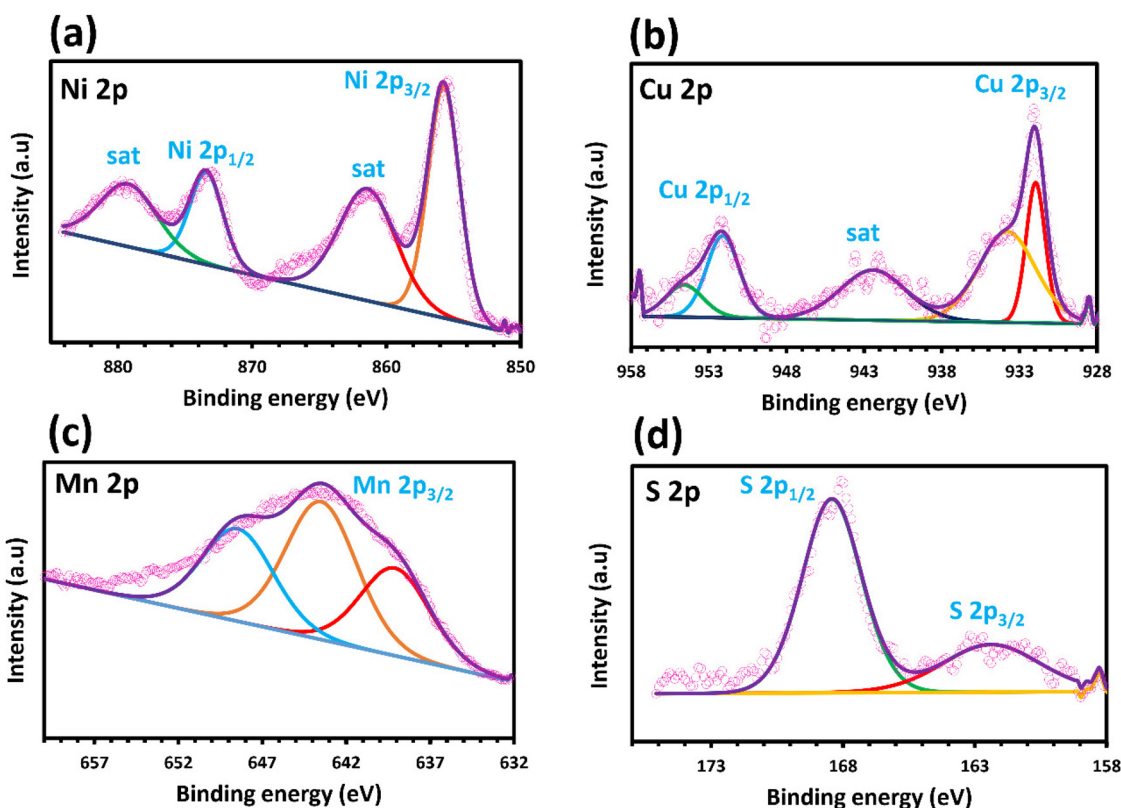 (a)
Ni 2p
Ni 2p3/2
sat
Ni 2p1/2
sat
Intensity (a.u)
880 870 860 850
Binding energy (eV)
(b)
Cu 2p
Cu 2p3/2
Cu 2p1/2
sat
Intensity (a.u)
958 953 948 943 938 933 928
Binding energy (eV)
(c)
Mn 2p
Mn 2p3/2
Intensity (a.u)
657 652 647 642 637 632
Binding energy (eV)
(d)
S 2p
S 2p1/2
S 2p3/2
Intensity (a.u)
173 168 163 158
Binding energy (eV)